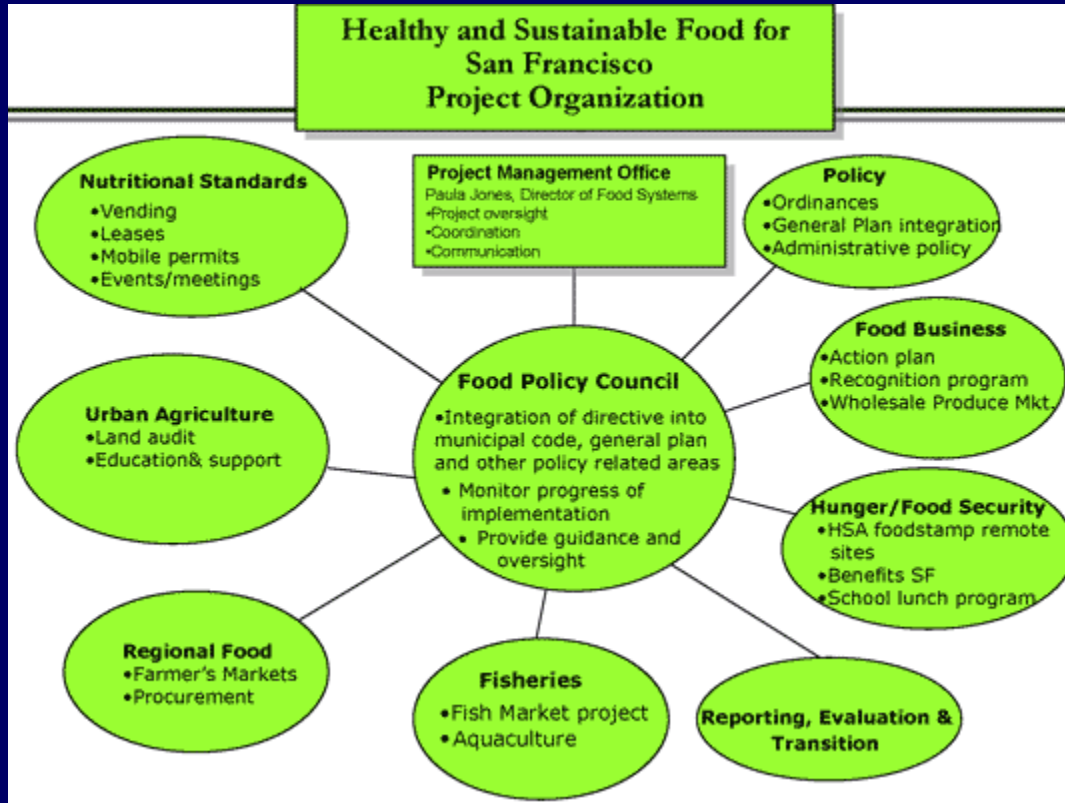 Healthy and Sustainable Food for
San Francisco
Project Organization
Nutritional Standards
•Vending
•Leases
•Mobile permits
•Events/meetings
Project Management Office
Paula Jones, Director of Food Systems
•Project oversight
•Coordination
•Communication
Policy
•Ordinances
•General Plan integration
•Administrative policy
Food Business
•Action plan
•Recognition program
•Wholesale Produce Mkt.
Food Policy Council
•Integration of directive into
municipal code, general plan
and other policy related areas
• Monitor progress of
implementation
• Provide guidance and
oversight
Urban Agriculture
•Land audit
•Education& support
Hunger/Food Security
•HSA foodstamp remote
sites
•Benefits SF
•School lunch program
Regional Food
•Farmer's Markets
•Procurement
Fisheries
•Fish Market project
•Aquaculture
Reporting, Evaluation &
Transition